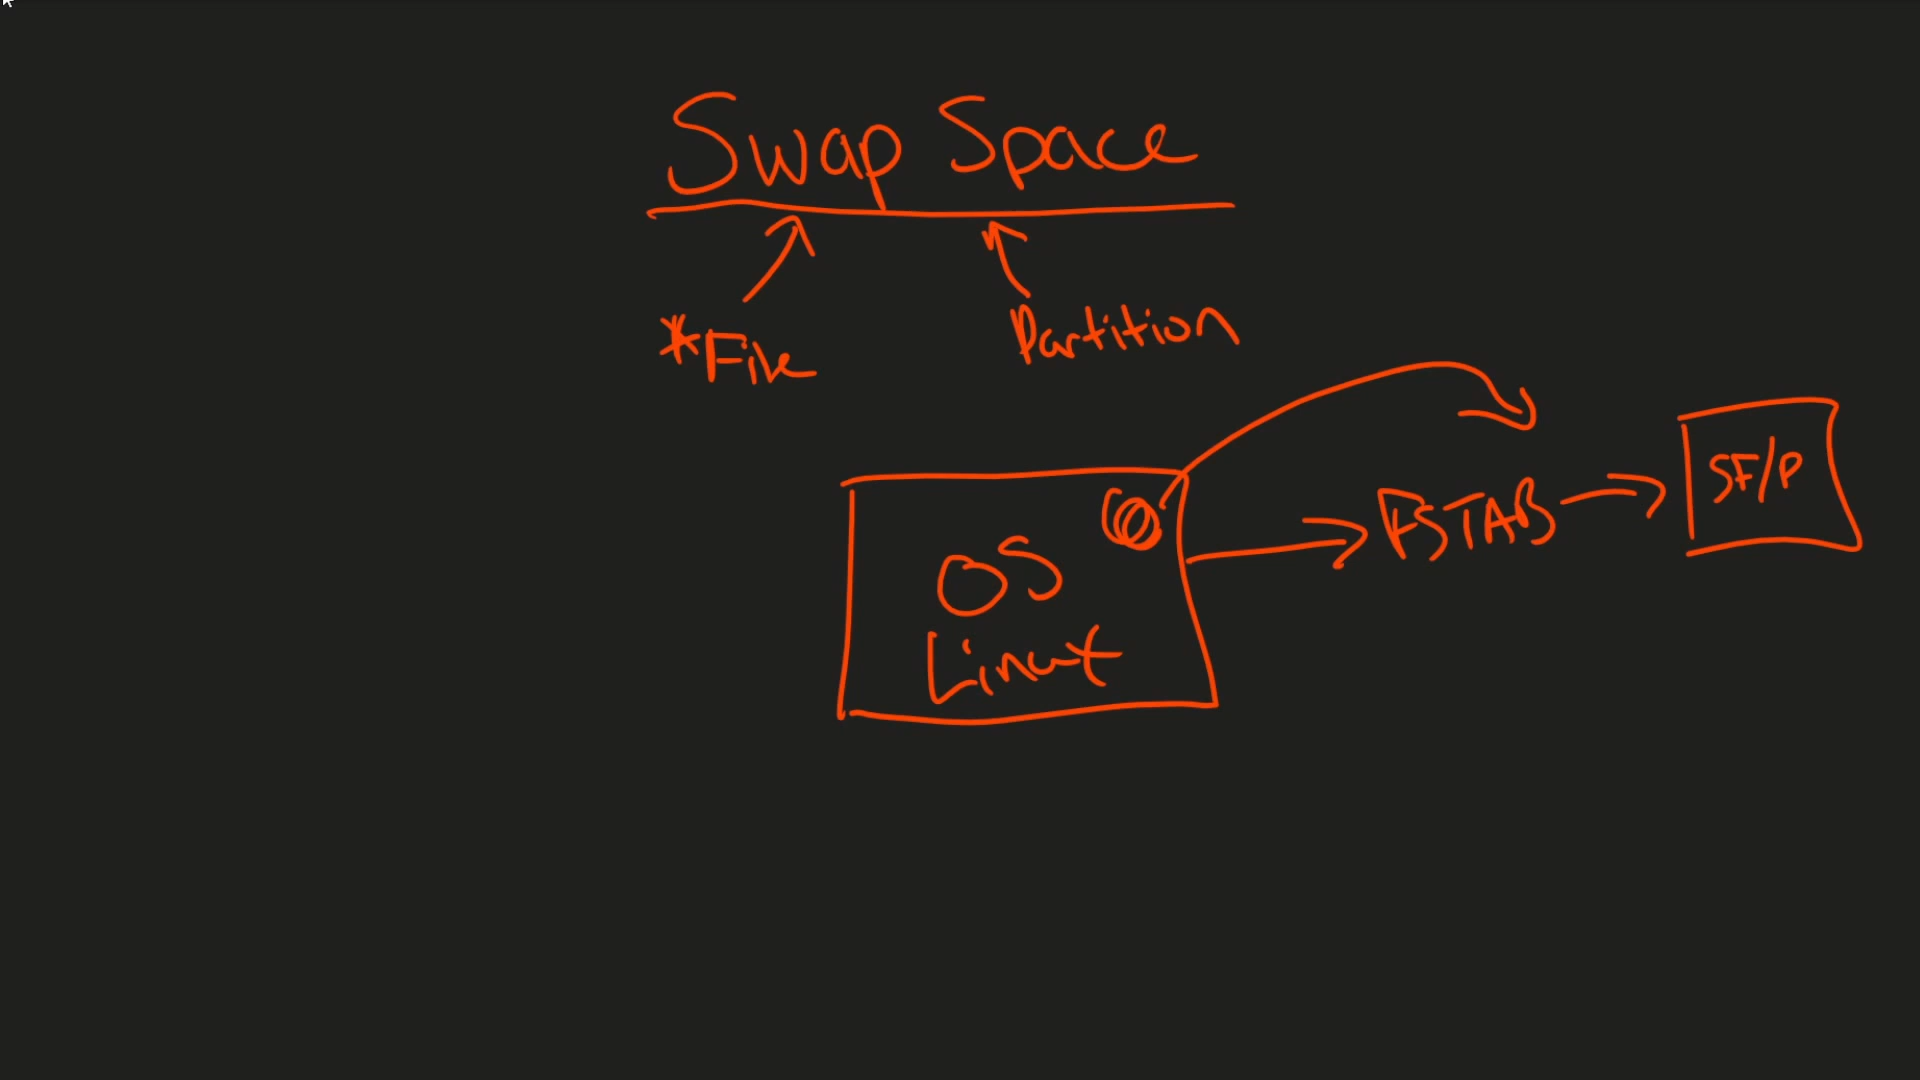 Swap Space
*File
Partition
SF/P
FSTAB
OS
Linux